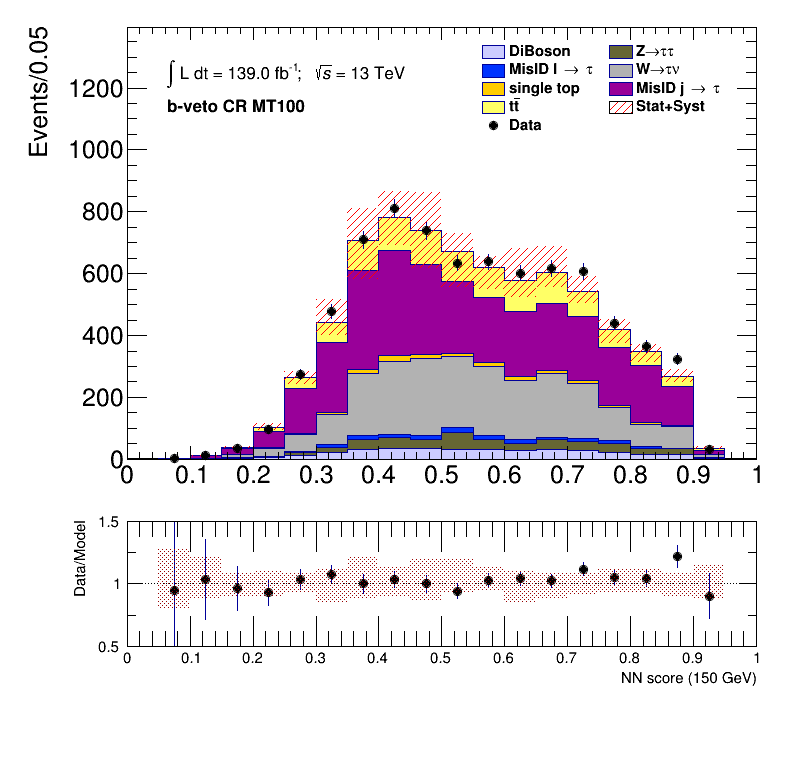 Events/0.05
∫ L dt = 139.0 fb⁻¹; √s = 13 TeV
b-veto CR MT100
DiBoson
MisID l → τ
single top
tt̄
Data
Z→ττ
W→τν
MisID j → τ
Stat+Syst
1200
1000
800
600
400
200
0
0 0.1 0.2 0.3 0.4 0.5 0.6 0.7 0.8 0.9 1
Data/Model
1.5
1
0.5
0 0.1 0.2 0.3 0.4 0.5 0.6 0.7 0.8 0.9 1
NN score (150 GeV)